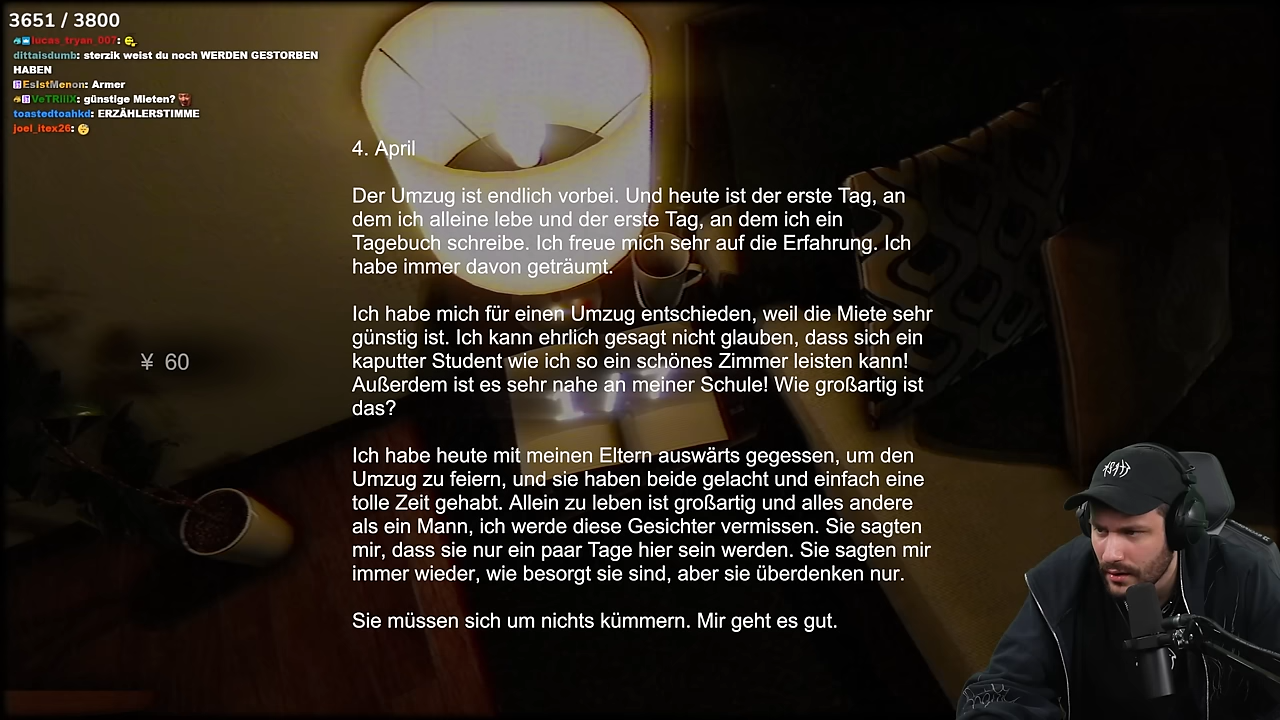 3651 / 3800
lucas_tryan_007:
dittaisdumb: sterzik weist du noch WERDEN GESTORBEN
HABEN
EsIstMenon: Armer
VeTRIIIX: günstige Mieten?
toastedtoahkd: ERZÄHLERSTIMME
joel_itex26:
4. April
Der Umzug ist endlich vorbei. Und heute ist der erste Tag, an
dem ich alleine lebe und der erste Tag, an dem ich ein
Tagebuch schreibe. Ich freue mich sehr auf die Erfahrung. Ich
habe immer davon geträumt.
Ich habe mich für einen Umzug entschieden, weil die Miete sehr
günstig ist. Ich kann ehrlich gesagt nicht glauben, dass sich ein
kaputter Student wie ich so ein schönes Zimmer leisten kann!
Außerdem ist es sehr nahe an meiner Schule! Wie großartig ist
das?
¥ 60
Ich habe heute mit meinen Eltern auswärts gegessen, um den
Umzug zu feiern, und sie haben beide gelacht und einfach eine
tolle Zeit gehabt. Allein zu leben ist großartig und alles andere
als ein Mann, ich werde diese Gesichter vermissen. Sie sagten
mir, dass sie nur ein paar Tage hier sein werden. Sie sagten mir
immer wieder, wie besorgt sie sind, aber sie überdenken nur.
Sie müssen sich um nichts kümmern. Mir geht es gut.